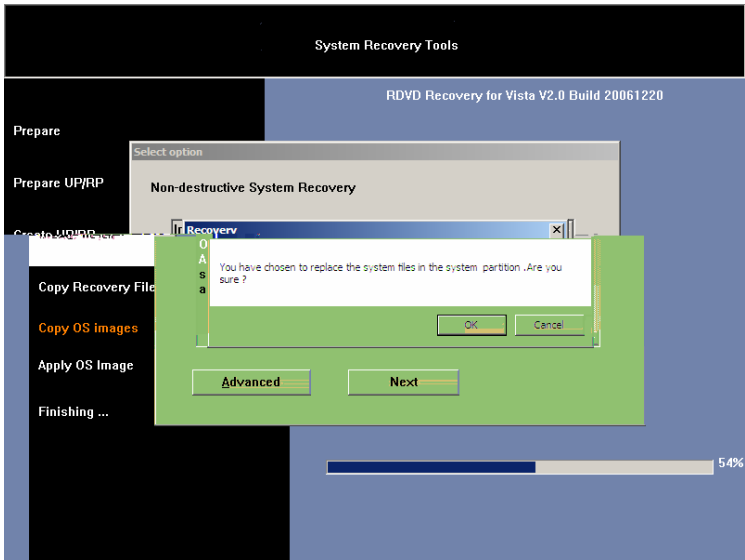 System Recovery Tools
RDVD Recovery for Vista V2.0 Build 20061220
Prepare
Select option
Prepare UP/RP
Non-destructive System Recovery
Recovery
O
A
You have chosen to replace the system files in the system partition .Are you
s
sure ?
a
Copy Recovery File
OK
Cancel
Copy OS images
Apply OS Image
Advanced
Next
Finishing ...
54%